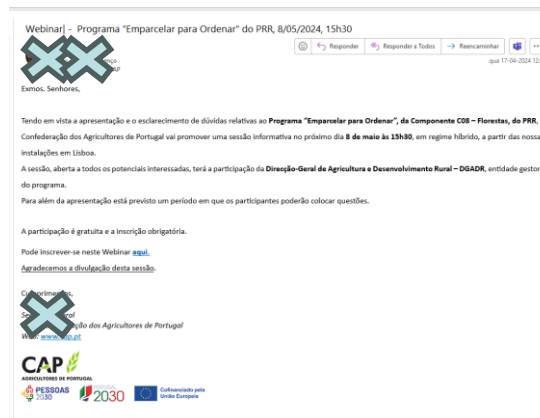 Webinar - Programa "Emparcelar para Ordenar" do PRR, 8/05/2024, 15h30
Responder Responder a Todos Reencaminhar
qua 17-04-2024 12:
Exmos. Senhores,
Tendo em vista a apresentação e o esclarecimento de dúvidas relativas ao Programa "Emparcelar para Ordenar", da Componente C08 – Florestas, do PRR,
Confederação dos Agricultores de Portugal vai promover uma sessão informativa no próximo dia 8 de maio às 15h30, em regime híbrido, a partir das nossa
instalações em Lisboa.
A sessão, aberta a todos os potenciais interessadas, terá a participação da Direcção-Geral de Agricultura e Desenvolvimento Rural – DGADR, entidade gestor
do programa.
Para além da apresentação está previsto um período em que os participantes poderão colocar questões.
A participação é gratuita e a inscrição obrigatória.
Pode inscrever-se neste Webinar aqui.
Agradecemos a divulgação desta sessão.
dos Agricultores de Portugal
www.cap.pt
CAP
AGRICULTORES DE PORTUGAL
PESSOAS 2030
PORTUGAL 2030
Cofinanciado pela
União Europeia